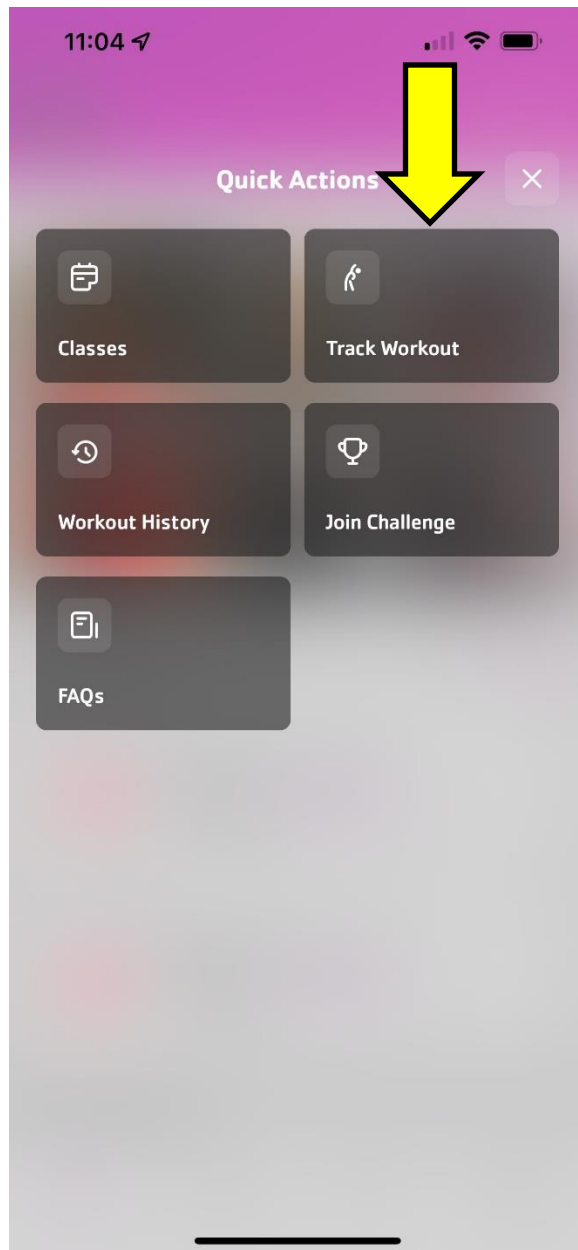 11:04
Quick Actions
Classes
Track Workout
Workout History
Join Challenge
FAQs